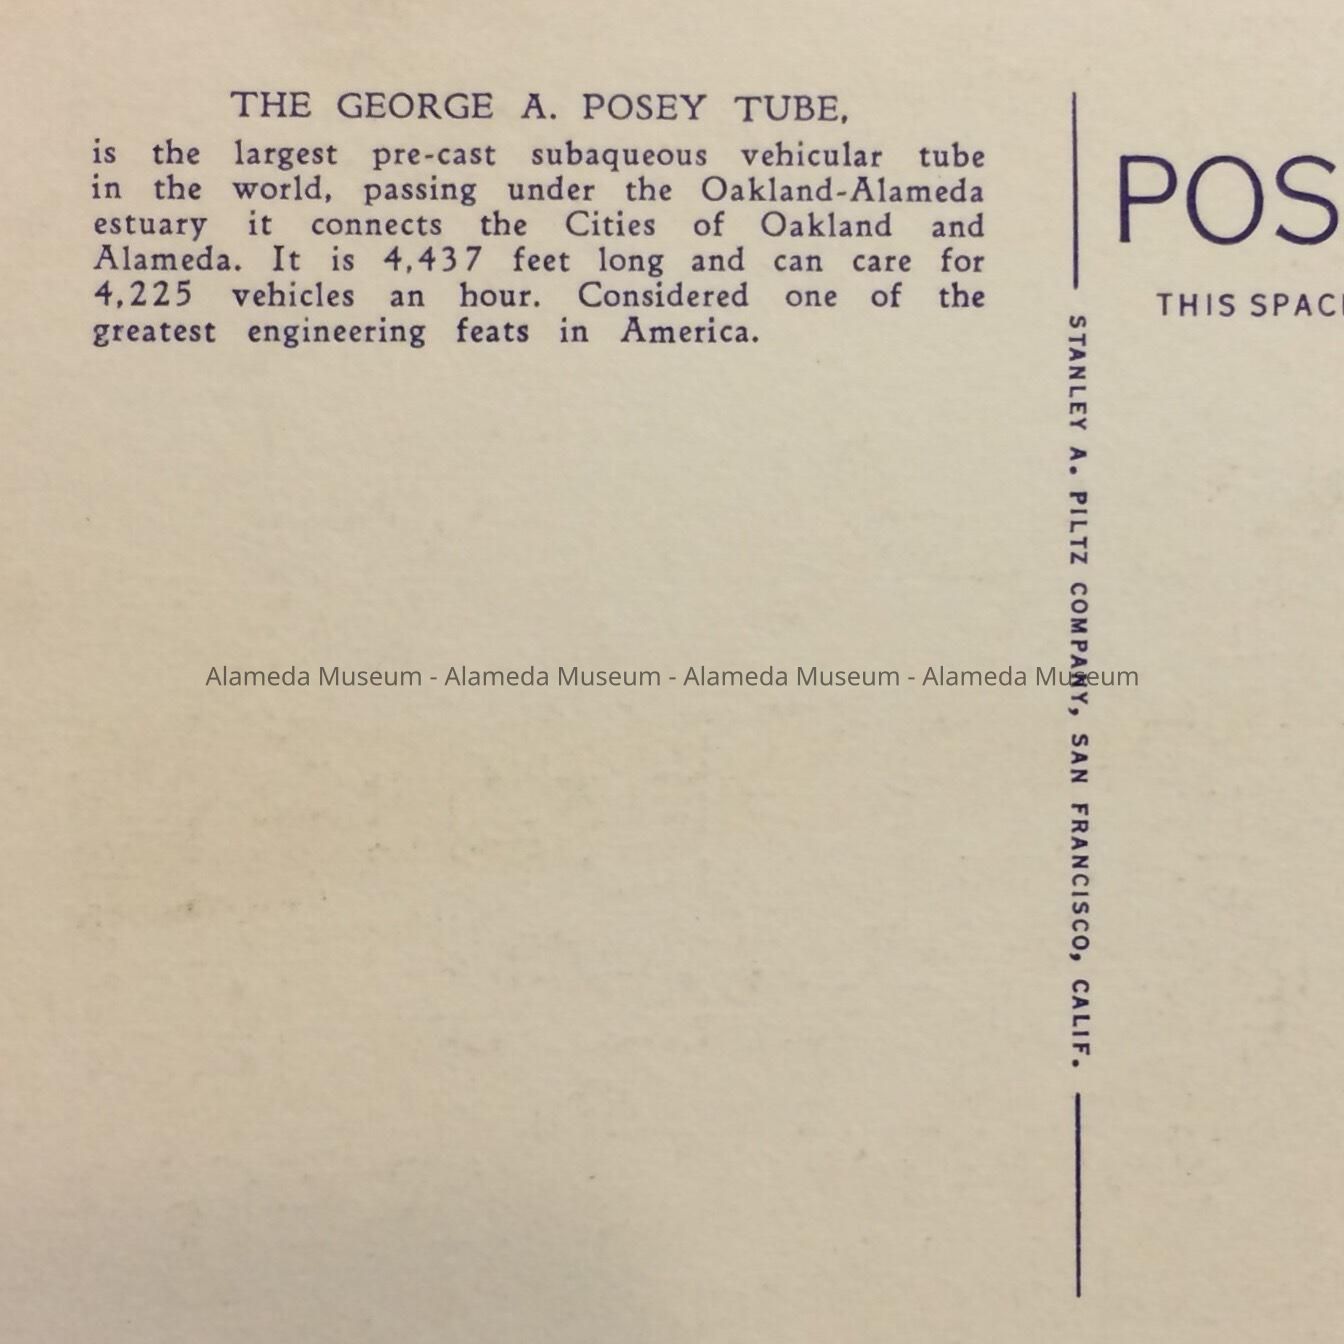 THE GEORGE A. POSEY TUBE,
is the largest pre-cast subaqueous vehicular tube
in the world, passing under the Oakland-Alameda
estuary it connects the Cities of Oakland and
Alameda. It is 4,437 feet long and can care for
4,225 vehicles an hour. Considered one of the
greatest engineering feats in America.
Alameda Museum - Alameda Museum - Alameda Museum - Alameda Museum
STANLEY A. PILTZ COMPANY, SAN FRANCISCO, CALIF.
POS
THIS SPAC